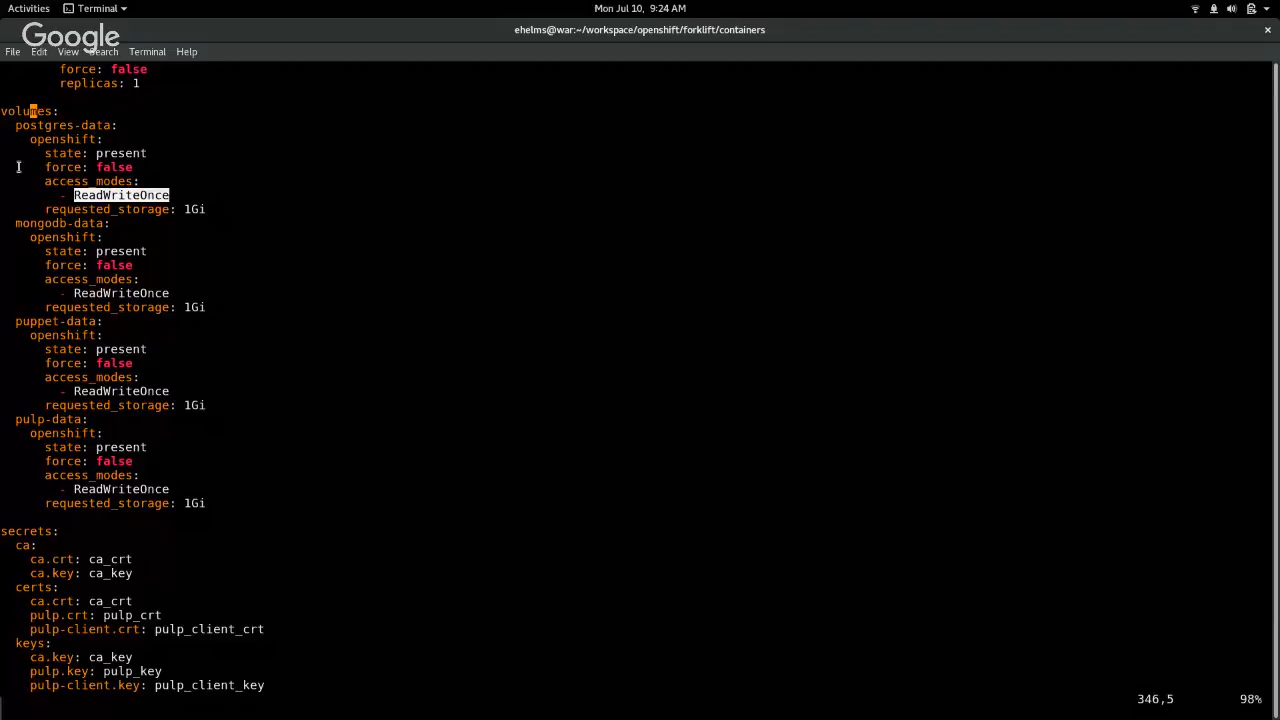 Activities
Terminal
Mon Jul 10, 9:24 AM
Google
ehelms@war:~/workspace/openshift/forklift/containers
×
File Edit View Search Terminal Help
force: false
replicas: 1
volumes:
postgres-data:
openshift:
state: present
force: false
access_modes:
- ReadWriteOnce
requested_storage: 1Gi
mongodb-data:
openshift:
state: present
force: false
access_modes:
- ReadWriteOnce
requested_storage: 1Gi
puppet-data:
openshift:
state: present
force: false
access_modes:
- ReadWriteOnce
requested_storage: 1Gi
pulp-data:
openshift:
state: present
force: false
access_modes:
- ReadWriteOnce
requested_storage: 1Gi
secrets:
ca:
ca.crt: ca_crt
ca.key: ca_key
certs:
ca.crt: ca_crt
pulp.crt: pulp_crt
pulp-client.crt: pulp_client_crt
keys:
ca.key: ca_key
pulp.key: pulp_key
pulp-client.key: pulp_client_key
346,5 98%